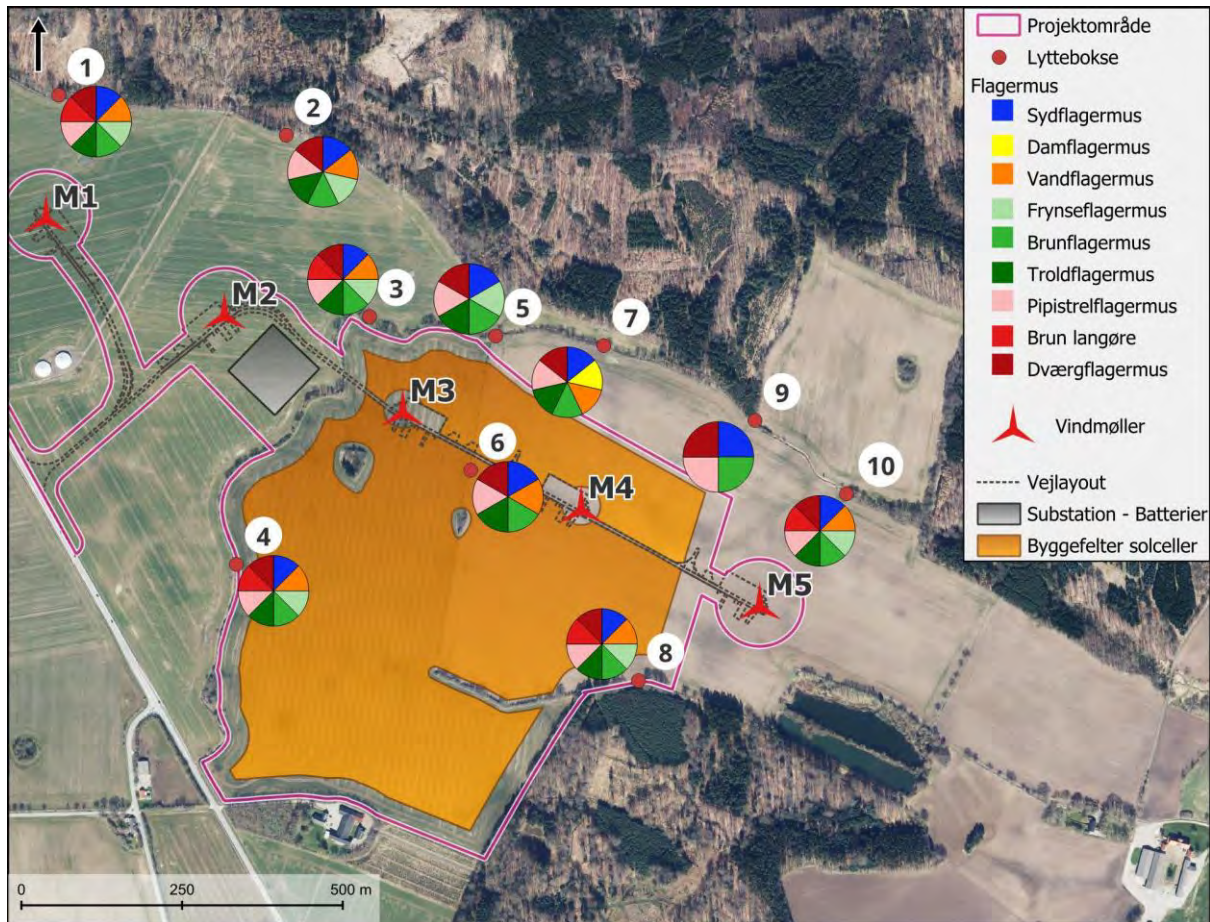 1
2
M1
M2
3
5
7
M3
9
6
10
M4
4
M5
8
0 250 500 m
Projektområde
Lyttebokse
Flagermus
Sydflagermus
Damflagermus
Vandflagermus
Frynseflagermus
Brunflagermus
Troldflagermus
Pipistrelflagermus
Brun langøre
Dværgflagermus
Vindmøller
Vejlayout
Substation - Batterier
Byggefelter solceller